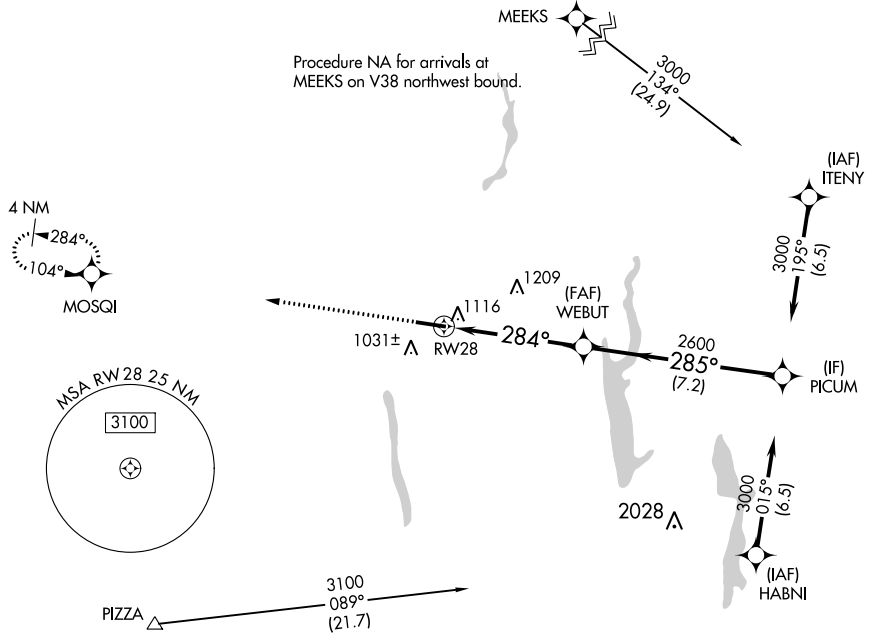 MEEKS
Procedure NA for arrivals at
MEEKS on V38 northwest bound.
3000
134°
(24.9)
(IAF)
ITENY
3000
195°
(6.5)
4 NM
284°
104°
MOSQI
1209
1116
1031±
RW28
(FAF)
WEBUT
284°
2600
285°
(7.2)
(IF)
PICUM
MSA RW28 25 NM
3100
2028
3000
015°
(6.5)
(IAF)
HABNI
PIZZA
3100
089°
(21.7)